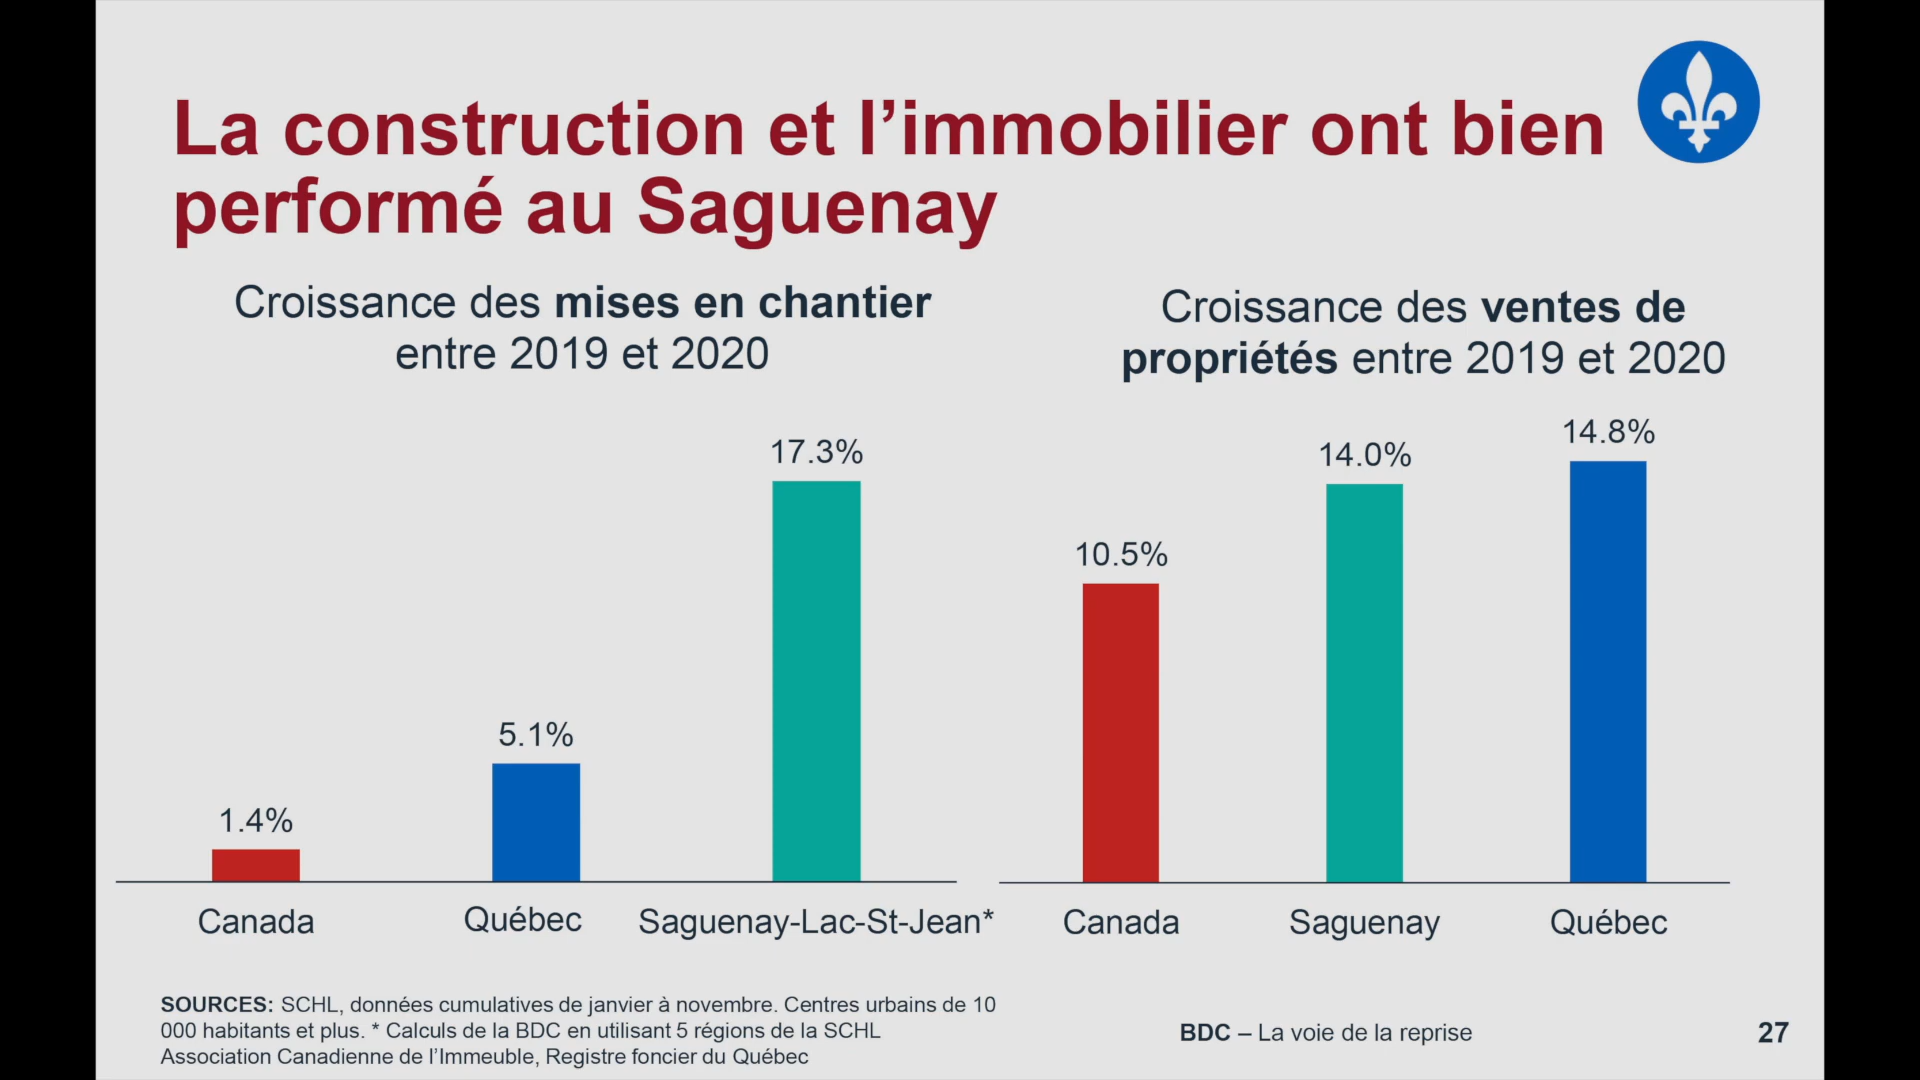 La construction et l’immobilier ont bien
performé au Saguenay
Croissance des mises en chantier
entre 2019 et 2020
17.3%
5.1%
1.4%
Canada
Québec
Saguenay-Lac-St-Jean*
Croissance des ventes de
propriétés entre 2019 et 2020
14.8%
14.0%
10.5%
Canada
Saguenay
Québec
SOURCES: SCHL, données cumulatives de janvier à novembre. Centres urbains de 10
000 habitants et plus. * Calculs de la BDC en utilisant 5 régions de la SCHL
Association Canadienne de l’Immeuble, Registre foncier du Québec
BDC – La voie de la reprise
27